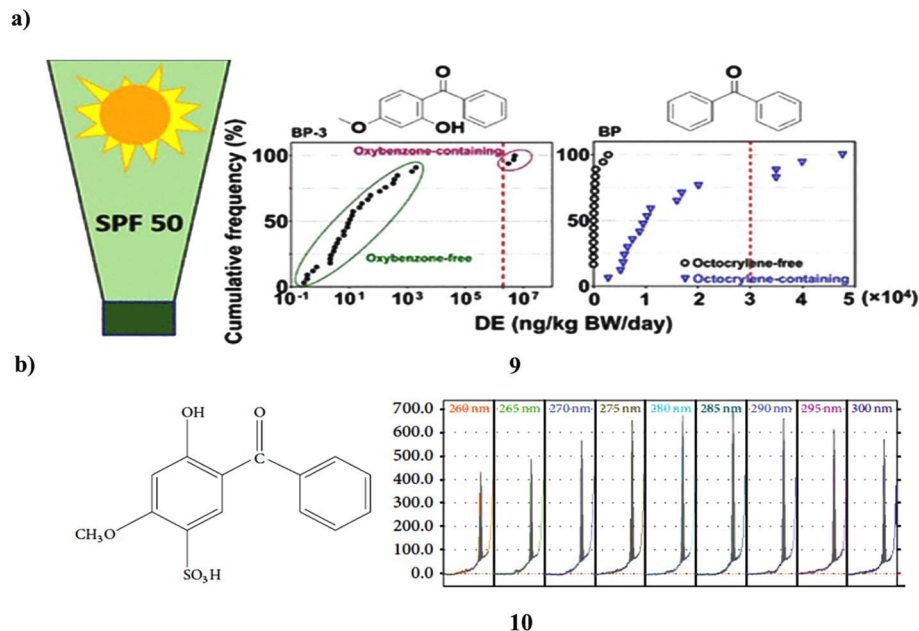 a)
SPF 50
Cumulative frequency (%)
BP-3
O
O
OH
Oxybenzone-containing
Oxybenzone-free
100
50
0
10-1
101
103
105
107
BP
O
100
50
0
Octocrylene-free
Octocrylene-containing
0
1
2
3
4
5
(×10⁴)
DE (ng/kg BW/day)
b)
9
OH
O
C
CH₃O
SO₃H
260 nm
265 nm
270 nm
275 nm
280 nm
285 nm
290 nm
295 nm
300 nm
700.0
600.0
500.0
400.0
300.0
200.0
100.0
0.0
10